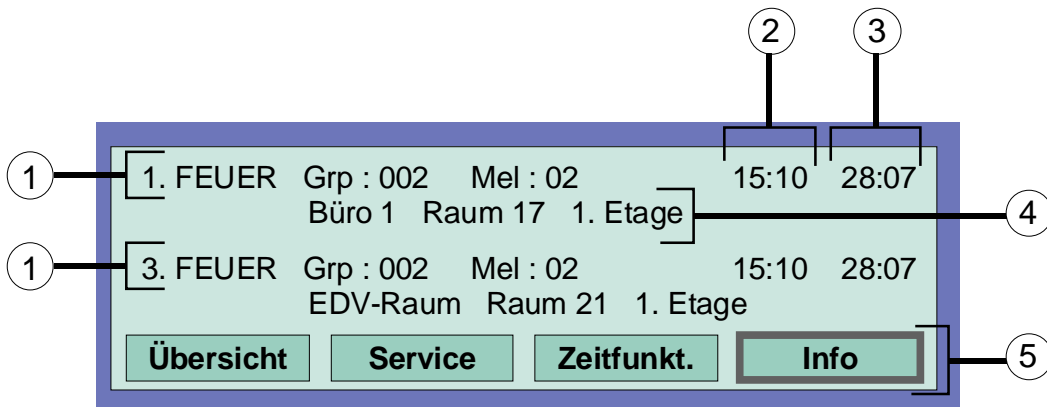 2 3
1 1. FEUER Grp : 002 Mel : 02 15:10 28:07
Büro 1 Raum 17 1. Etage 4
1 3. FEUER Grp : 002 Mel : 02 15:10 28:07
EDV-Raum Raum 21 1. Etage
Übersicht Service Zeitfunkt. Info 5